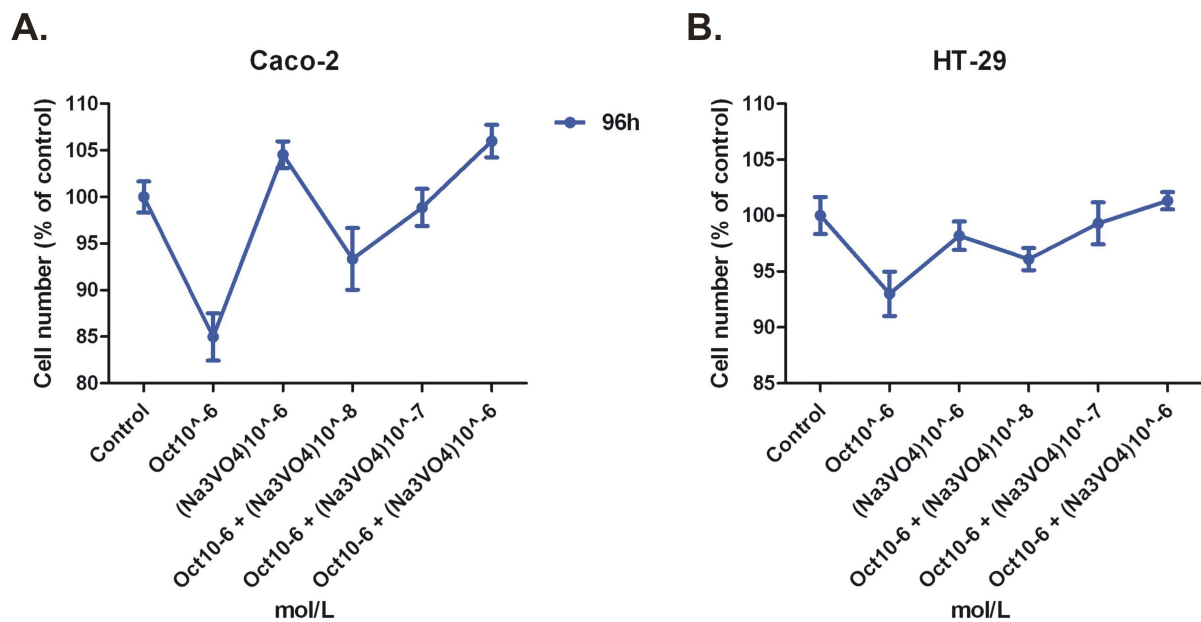 A.
Caco-2
Cell number (% of control)
110
105
100
95
90
85
80
Control
Oct10^-6
(Na3VO4)10^-6
Oct10-6 + (Na3VO4)10^-8
Oct10-6 + (Na3VO4)10^-7
Oct10-6 + (Na3VO4)10^-6
mol/L
96h
B.
HT-29
Cell number (% of control)
110
105
100
95
90
85
Control
Oct10^-6
(Na3VO4)10^-6
Oct10-6 + (Na3VO4)10^-8
Oct10-6 + (Na3VO4)10^-7
Oct10-6 + (Na3VO4)10^-6
mol/L